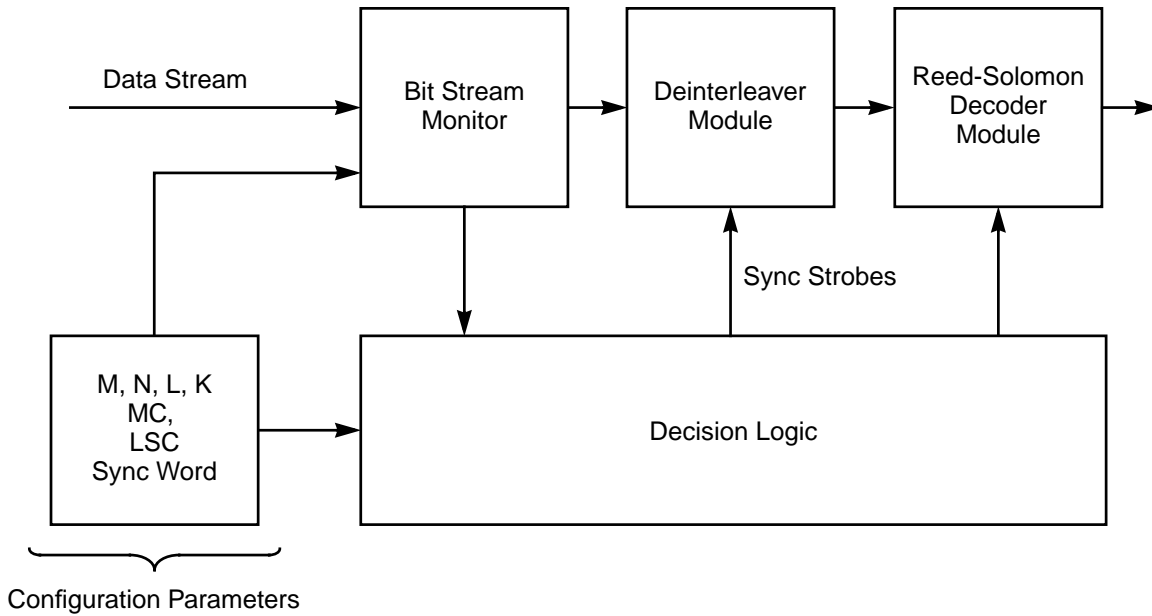 Data Stream
Bit Stream
Monitor
Deinterleaver
Module
Reed-Solomon
Decoder
Module
Sync Strobes
M, N, L, K
MC,
LSC
Sync Word
Decision Logic
Configuration Parameters